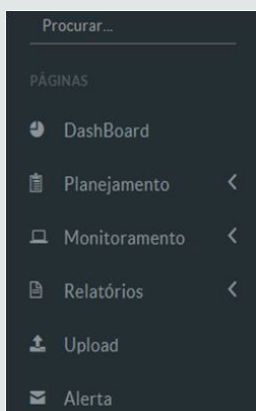 Procurar...
PÁGINAS
DashBoard
Planejamento
Monitoramento
Relatórios
Upload
Alerta